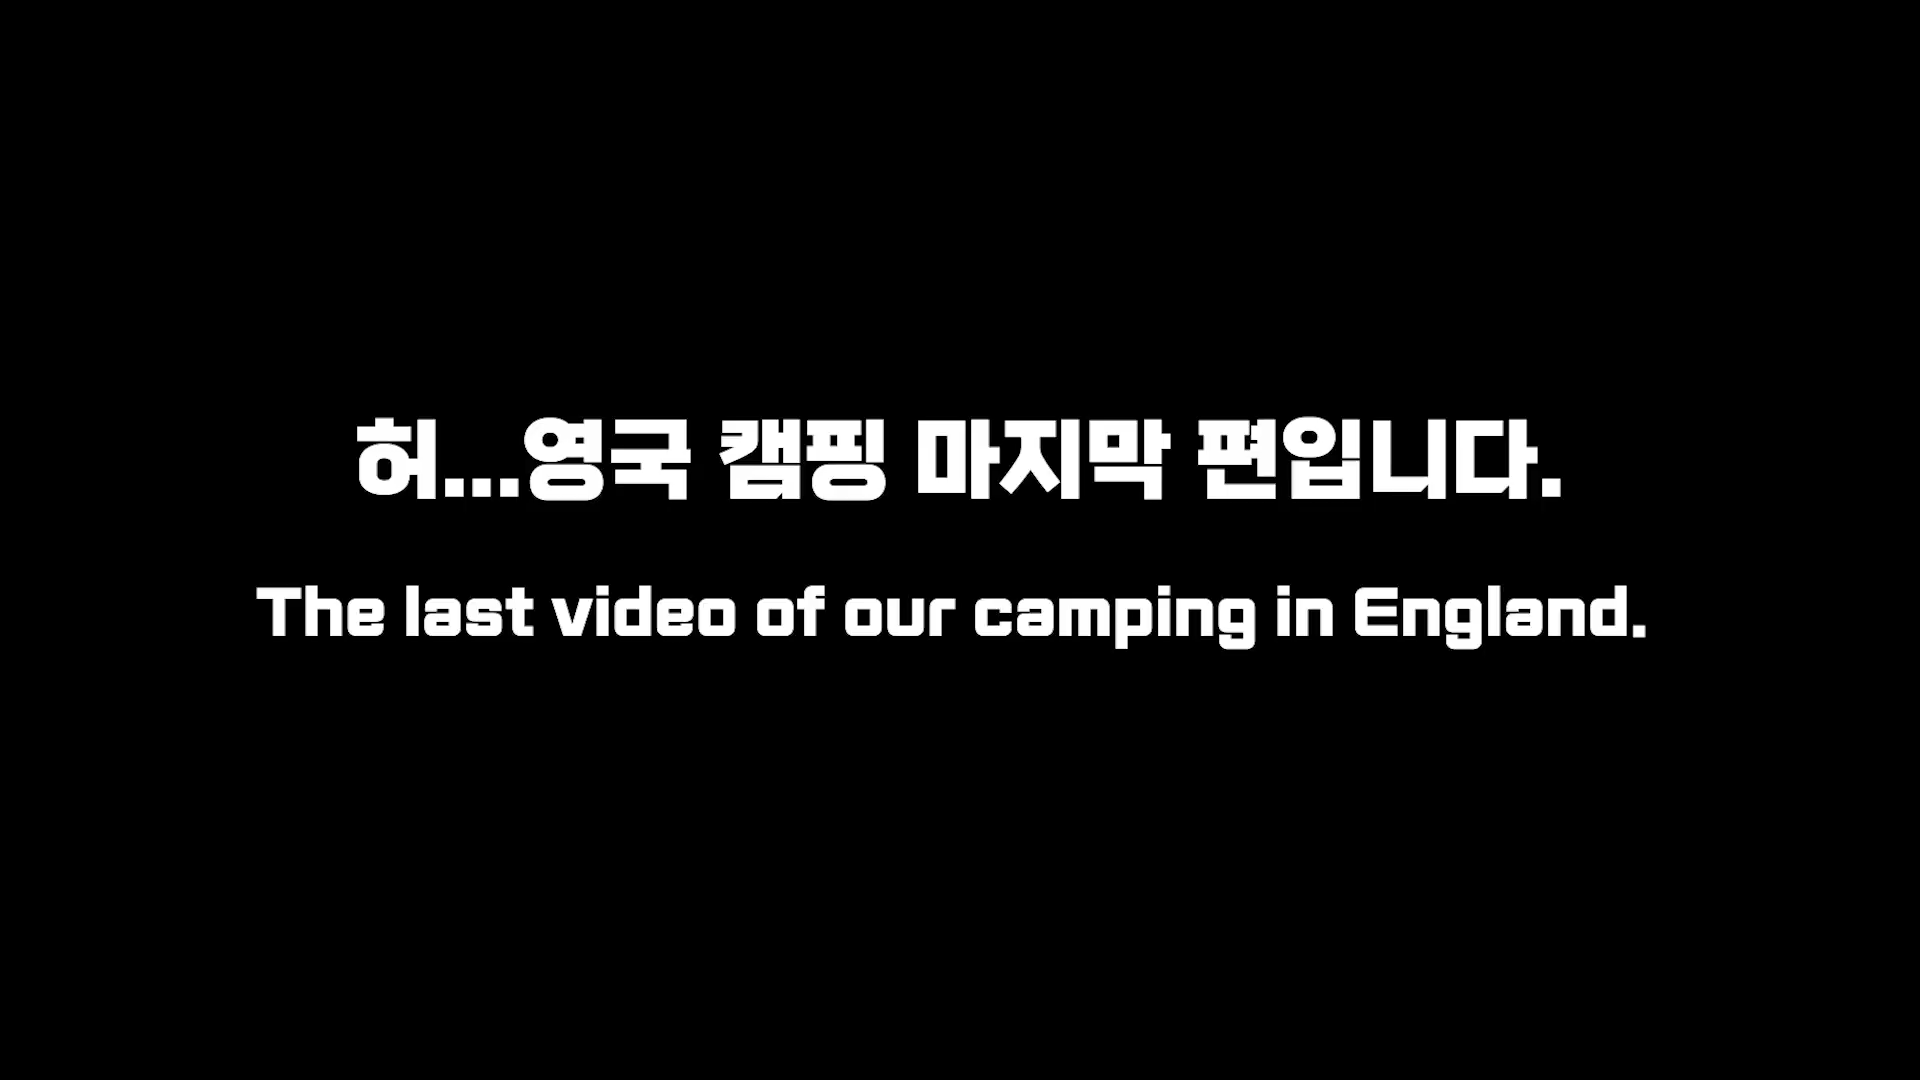 허...영국 캠핑 마지막 편입니다.
The last video of our camping in England.